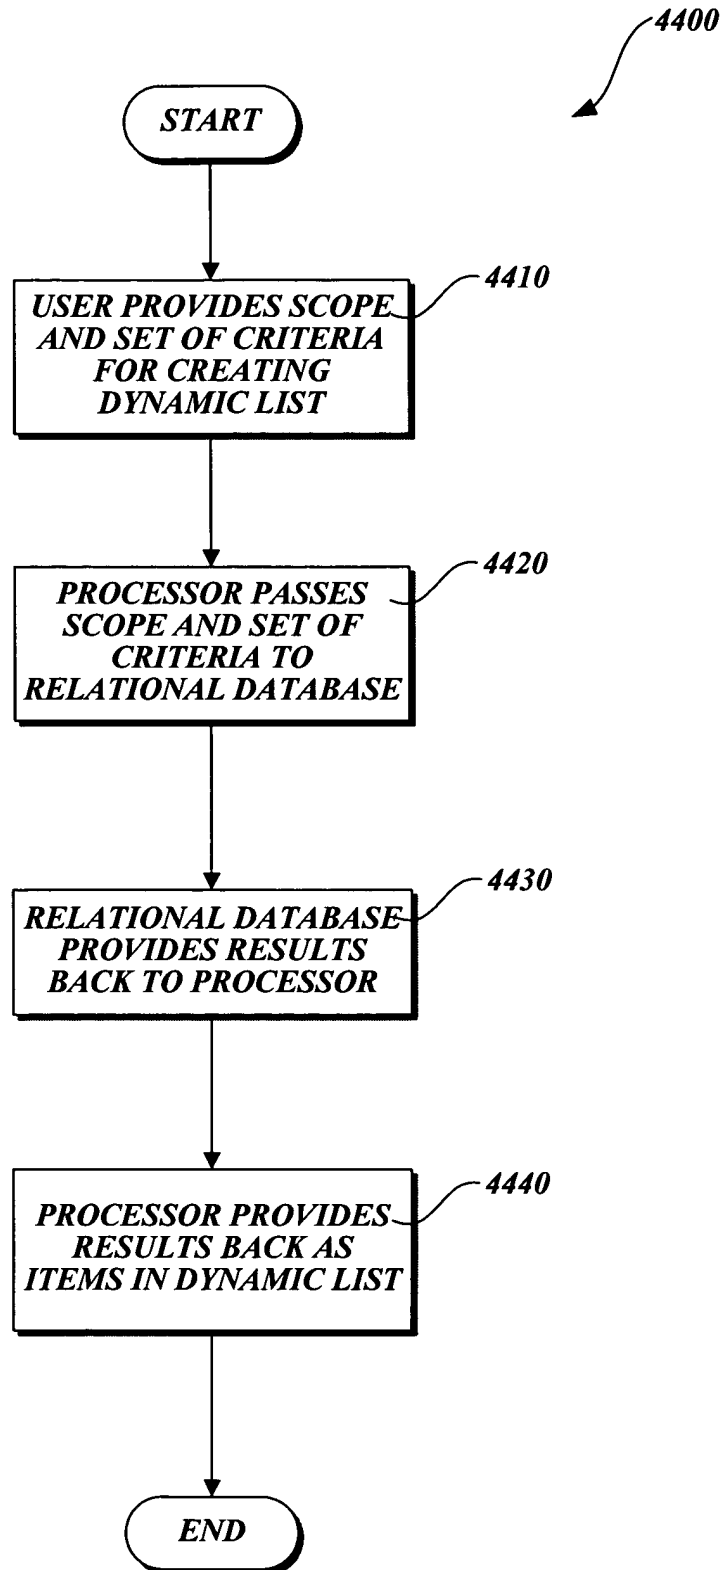 4400
START
4410
USER PROVIDES SCOPE
AND SET OF CRITERIA
FOR CREATING
DYNAMIC LIST
4420
PROCESSOR PASSES
SCOPE AND SET OF
CRITERIA TO
RELATIONAL DATABASE
4430
RELATIONAL DATABASE
PROVIDES RESULTS
BACK TO PROCESSOR
4440
PROCESSOR PROVIDES
RESULTS BACK AS
ITEMS IN DYNAMIC LIST
END